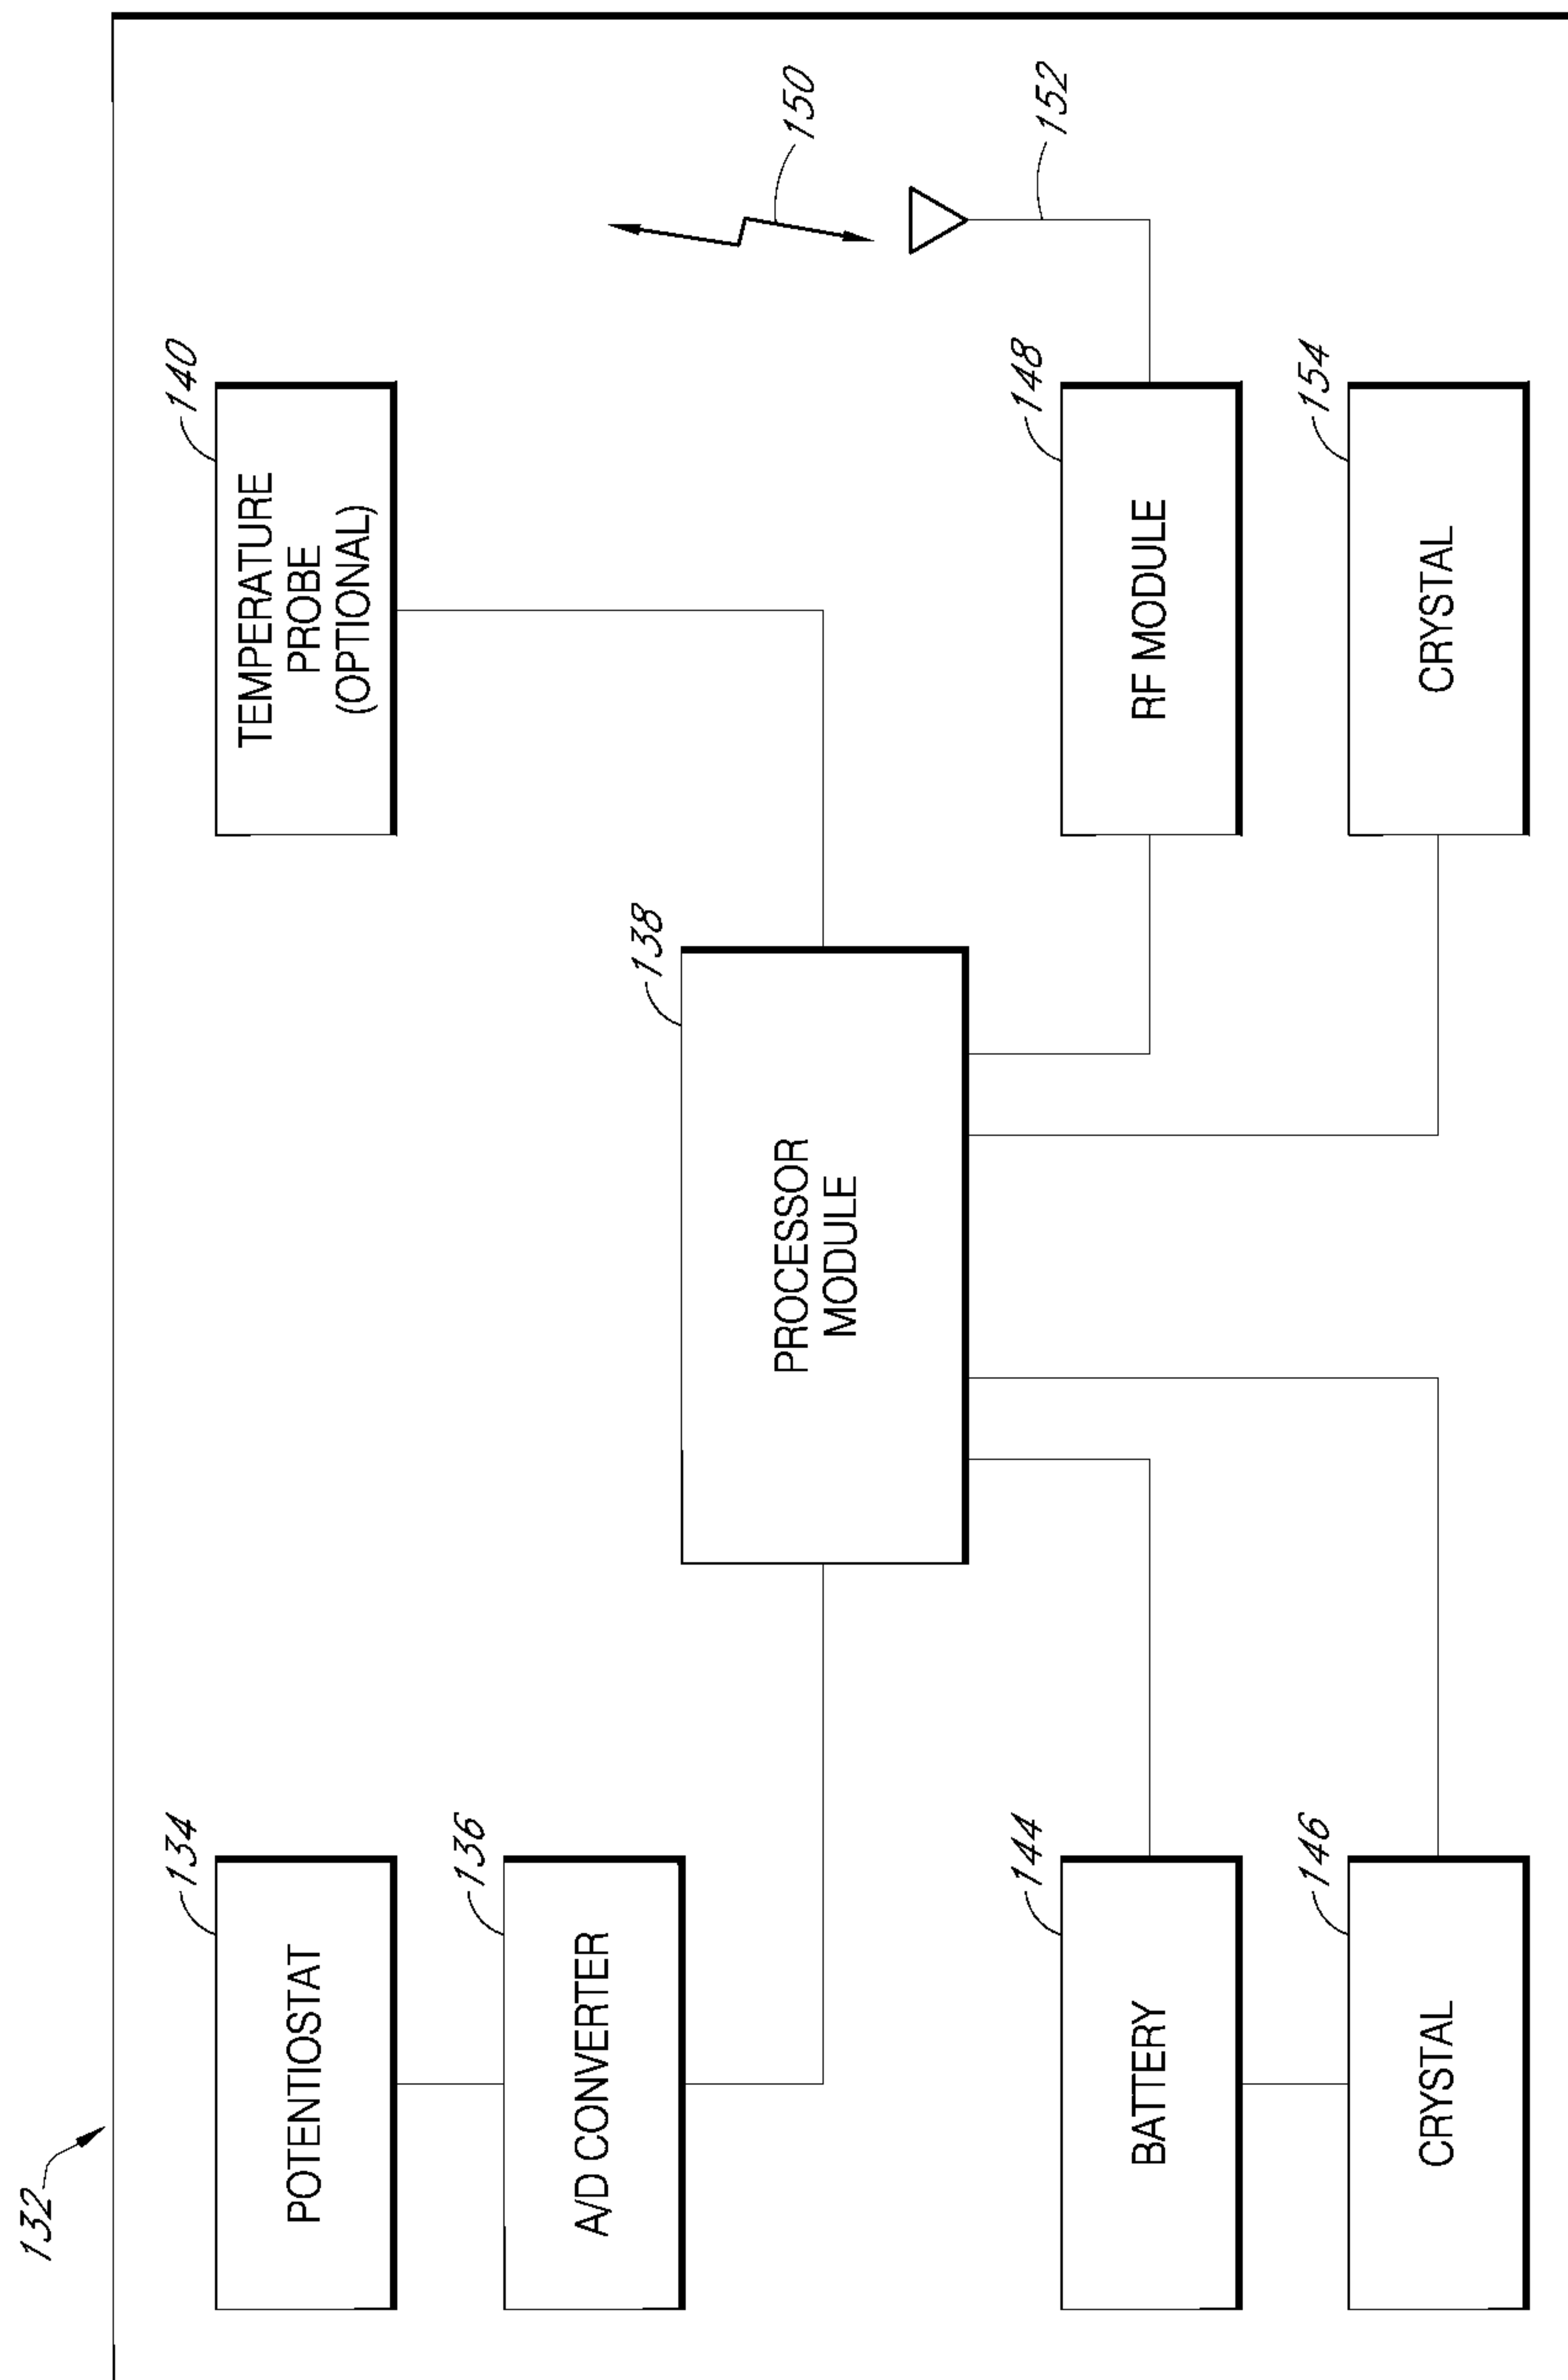 132
134
POTENTIOSTAT
140
TEMPERATURE
PROBE
(OPTIONAL)
136
A/D CONVERTER
138
PROCESSOR
MODULE
150
152
144
BATTERY
148
RF MODULE
146
CRYSTAL
154
CRYSTAL